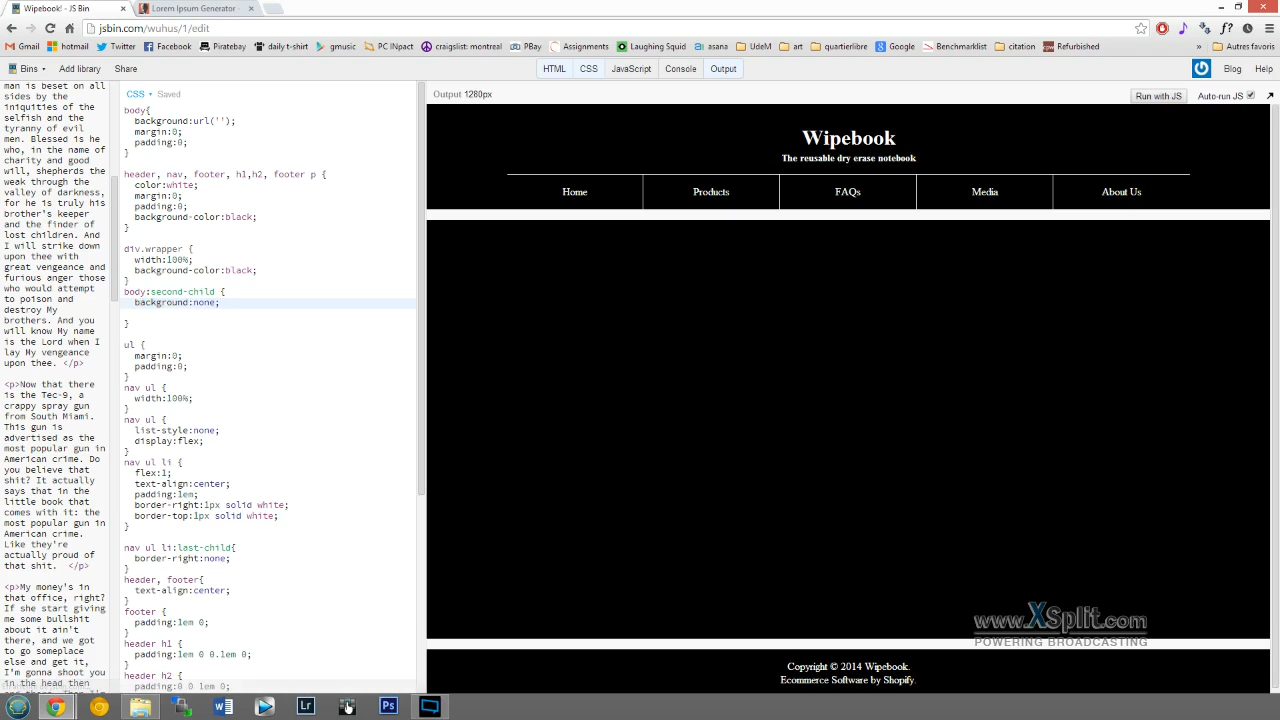 Wipebook! - JS Bin
Lorem Ipsum Generator -
jsbin.com/wuhus/1/edit
Gmail
hotmail
Twitter
Facebook
Piratebay
daily t-shirt
gmusic
PC INpact
craigslist: montreal
PBay
Assignments
Laughing Squid
asana
UdeM
art
quartierlibre
Google
Benchmarklist
citation
Refurbished
»
Autres favoris
Bins
Add library
Share
HTML
CSS
JavaScript
Console
Output
Blog
Help
man is beset on all
sides by the
iniquities of the
selfish and the
tyranny of evil
men. Blessed is he
who, in the name of
charity and good
will, shepherds the
weak through the
valley of darkness,
for he is truly his
brother's keeper
and the finder of
lost children. And
I will strike down
upon thee with
great vengeance and
furious anger those
who would attempt
to poison and
destroy My
brothers. And you
will know My name
is the Lord when I
lay My vengeance
upon thee. </p>
<p>Now that there
is the Tec-9, a
crappy spray gun
from South Miami.
This gun is
advertised as the
most popular gun in
American crime. Do
you believe that
shit? It actually
says that in the
little book that
comes with it: the
most popular gun in
American crime.
Like they're
actually proud of
that shit.  </p>
<p>My money's in
that office, right?
If she start giving
me some bullshit
about it ain't
there, and we got
to go someplace
else and get it,
I'm gonna shoot you
in the head then
CSS
Saved
body{
background:url('');
margin:0;
padding:0;
}
header, nav, footer, h1,h2, footer p {
color:white;
margin:0;
padding:0;
background-color:black;
}
div.wrapper {
width:100%;
background-color:black;
}
body:second-child {
background:none;
}
ul {
margin:0;
padding:0;
}
nav ul {
width:100%;
}
nav ul {
list-style:none;
display:flex;
}
nav ul li {
flex:1;
text-align:center;
padding:1em;
border-right:1px solid white;
border-top:1px solid white;
}
nav ul li:last-child{
border-right:none;
}
header, footer{
text-align:center;
}
footer {
padding:1em 0;
}
header h1 {
padding:1em 0 0.1em 0;
}
header h2 {
padding:0 0 1em 0;
Output 1280px
Run with JS
Auto-run JS
Wipebook
The reusable dry erase notebook
Home
Products
FAQs
Media
About Us
www.XSplit.com
POWERING BROADCASTING
Copyright © 2014 Wipebook.
Ecommerce Software by Shopify.